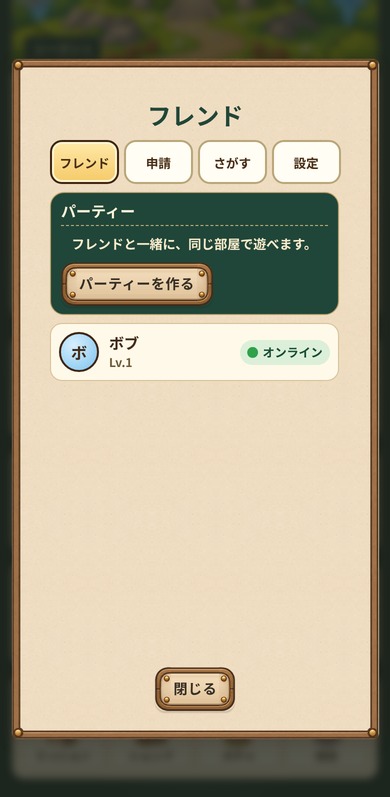 フレンド
フレンド
申請
さがす
設定
パーティー
フレンドと一緒に、同じ部屋で遊べます。
パーティーを作る
ボ
ボブ
Lv.1
オンライン
閉じる